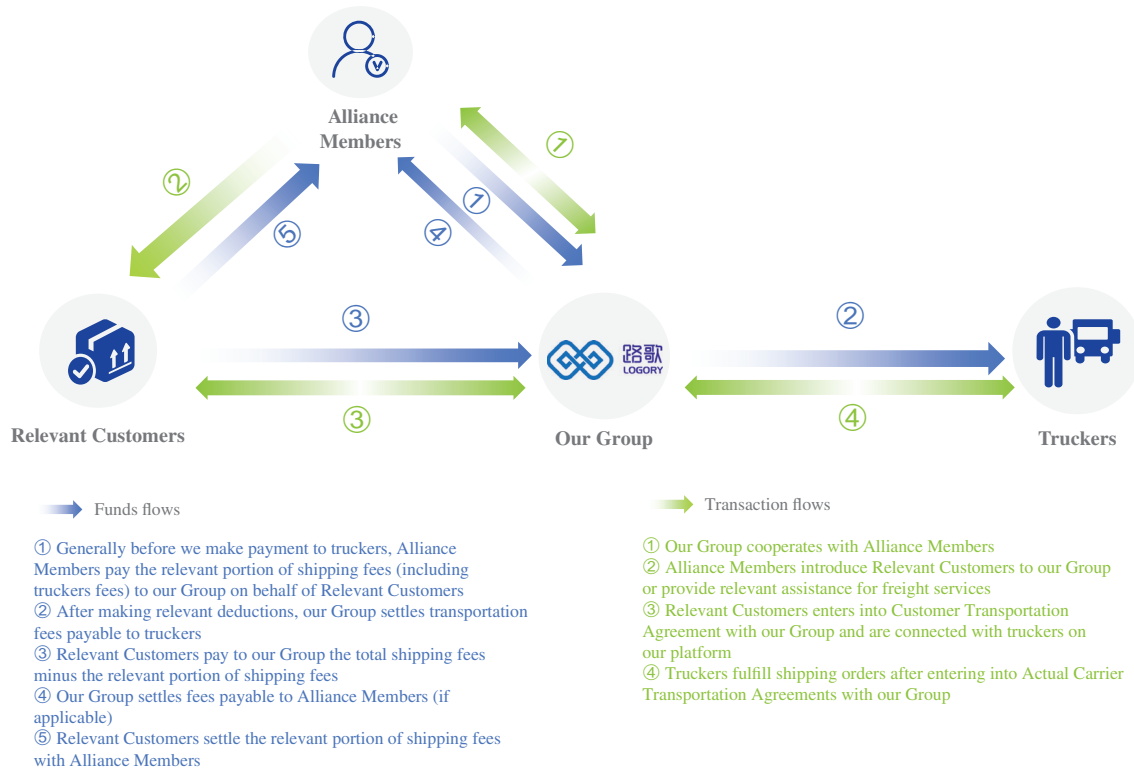 Alliance
Members
①
②
①
④
⑤
③
②
路歌
LOGORY
③
④
Relevant Customers
Our Group
Truckers
Funds flows
① Generally before we make payment to truckers, Alliance
Members pay the relevant portion of shipping fees (including
truckers fees) to our Group on behalf of Relevant Customers
② After making relevant deductions, our Group settles transportation
fees payable to truckers
③ Relevant Customers pay to our Group the total shipping fees
minus the relevant portion of shipping fees
④ Our Group settles fees payable to Alliance Members (if
applicable)
⑤ Relevant Customers settle the relevant portion of shipping fees
with Alliance Members
Transaction flows
① Our Group cooperates with Alliance Members
② Alliance Members introduce Relevant Customers to our Group
or provide relevant assistance for freight services
③ Relevant Customers enters into Customer Transportation
Agreement with our Group and are connected with truckers on
our platform
④ Truckers fulfill shipping orders after entering into Actual Carrier
Transportation Agreements with our Group